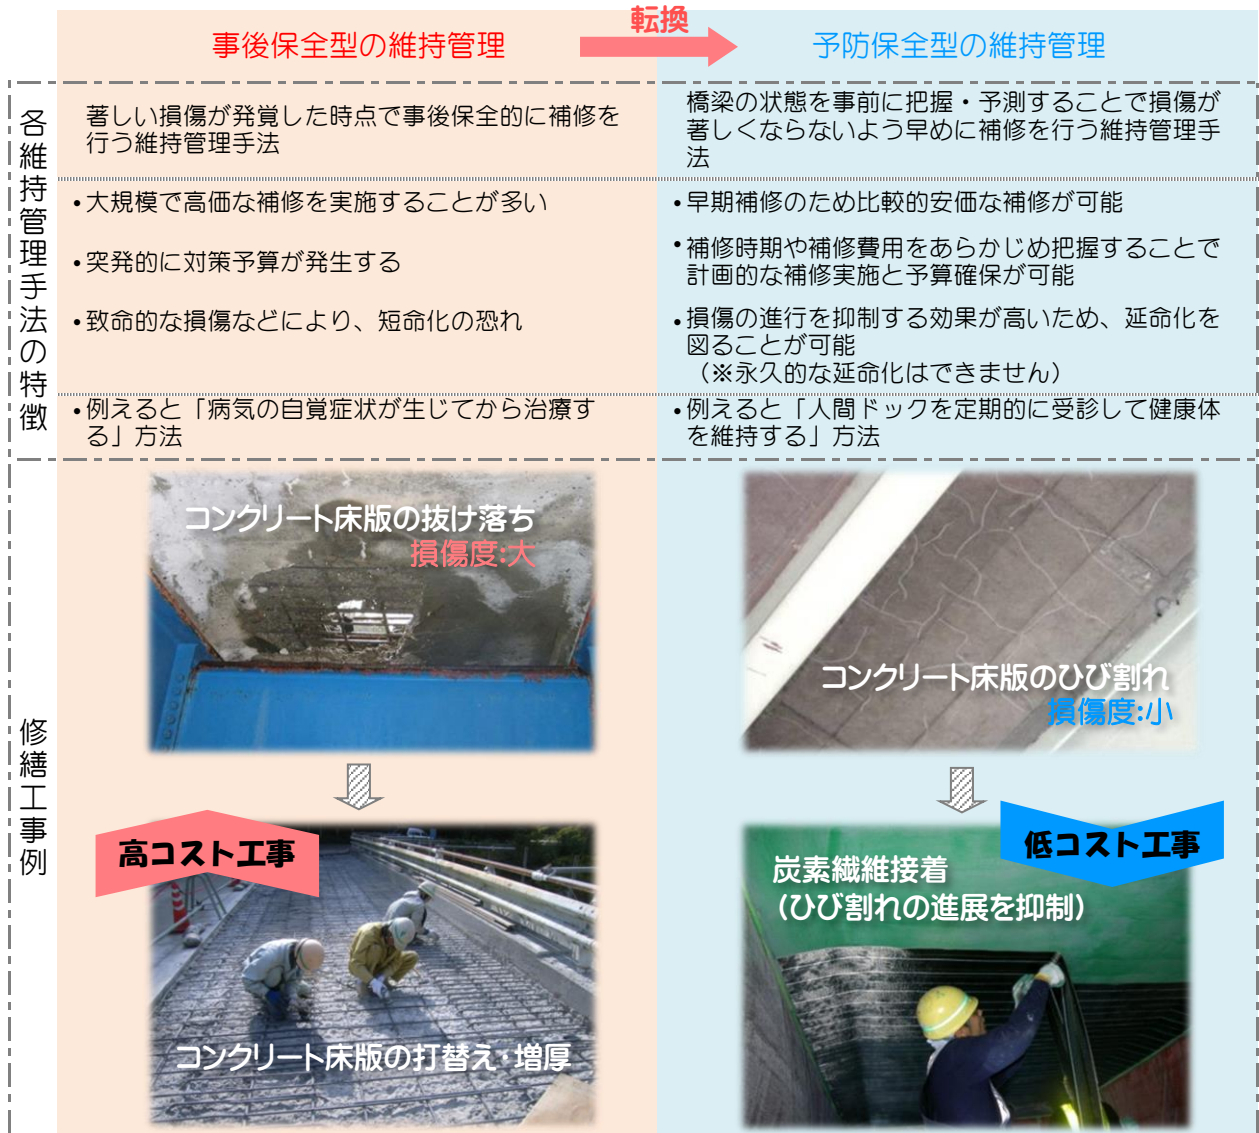 転換
事後保全型の維持管理
予防保全型の維持管理
各維持管理手法の特徴
著しい損傷が発覚した時点で事後保全的に補修を
行う維持管理手法
橋梁の状態を事前に把握・予測することで損傷が
著しくならないよう早めに補修を行う維持管理手
法
・大規模で高価な補修を実施することが多い
・突発的に対策予算が発生する
・致命的な損傷などにより、短命化の恐れ
・早期補修のため比較的安価な補修が可能
・補修時期や補修費用をあらかじめ把握することで
計画的な補修実施と予算確保が可能
・損傷の進行を抑制する効果が高いため、延命化を
図ることが可能
（※永久的な延命化はできません）
・例えると「病気の自覚症状が生じてから治療す
る」方法
・例えると「人間ドックを定期的に受診して健康体
を維持する」方法
修繕工事例
コンクリート床版の抜け落ち
損傷度:大
コンクリート床版のひび割れ
損傷度:小
高コスト工事
コンクリート床版の打替え・増厚
低コスト工事
炭素繊維接着
(ひび割れの進展を抑制)